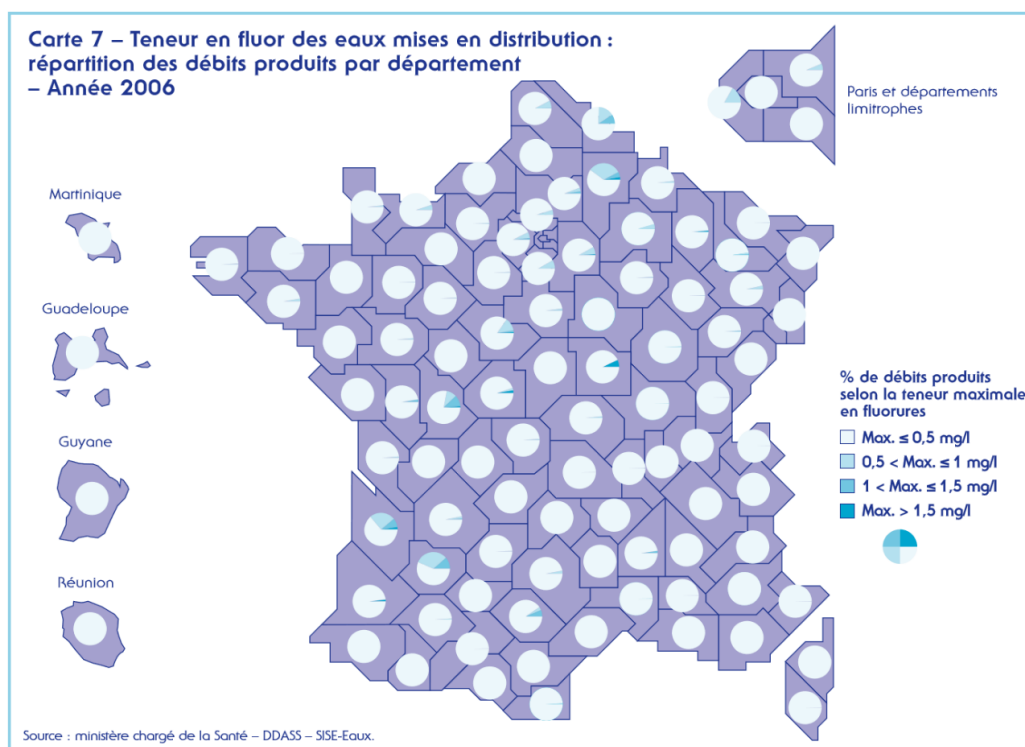 Carte 7 – Teneur en fluor des eaux mises en distribution :
répartition des débits produits par département
– Année 2006
Paris et départements
limitrophes
Martinique
Guadeloupe
Guyane
Réunion
% de débits produits
selon la teneur maximale
en fluorures
Max. ≤ 0,5 mg/l
0,5 < Max. ≤ 1 mg/l
1 < Max. ≤ 1,5 mg/l
Max. > 1,5 mg/l
Source : ministère chargé de la Santé – DDASS – SISE-Eaux.